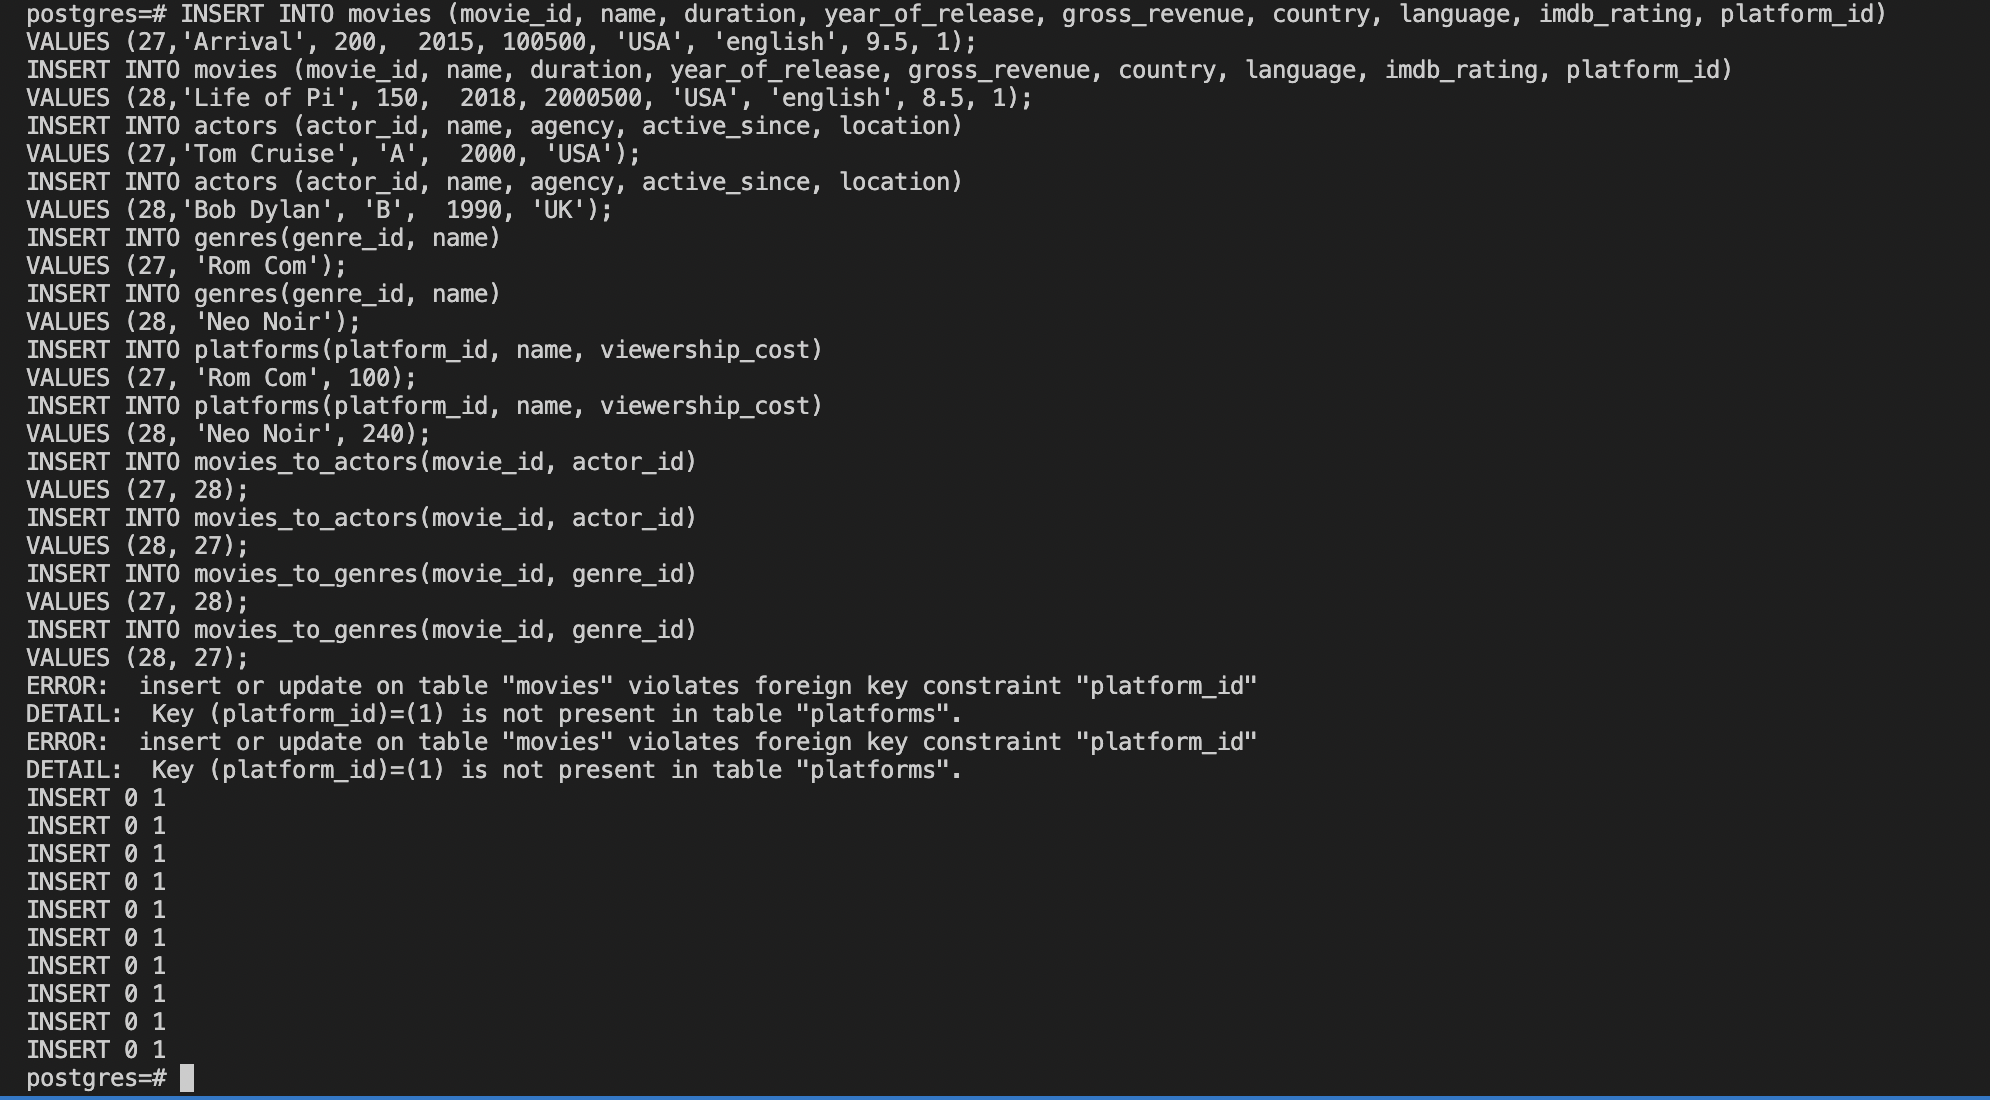 postgres=# INSERT INTO movies (movie_id, name, duration, year_of_release, gross_revenue, country, language, imdb_rating, platform_id)
VALUES (27,'Arrival', 200,  2015, 100500, 'USA', 'english', 9.5, 1);
INSERT INTO movies (movie_id, name, duration, year_of_release, gross_revenue, country, language, imdb_rating, platform_id)
VALUES (28,'Life of Pi', 150,  2018, 2000500, 'USA', 'english', 8.5, 1);
INSERT INTO actors (actor_id, name, agency, active_since, location)
VALUES (27,'Tom Cruise', 'A',  2000, 'USA');
INSERT INTO actors (actor_id, name, agency, active_since, location)
VALUES (28,'Bob Dylan', 'B',  1990, 'UK');
INSERT INTO genres(genre_id, name)
VALUES (27, 'Rom Com');
INSERT INTO genres(genre_id, name)
VALUES (28, 'Neo Noir');
INSERT INTO platforms(platform_id, name, viewership_cost)
VALUES (27, 'Rom Com', 100);
INSERT INTO platforms(platform_id, name, viewership_cost)
VALUES (28, 'Neo Noir', 240);
INSERT INTO movies_to_actors(movie_id, actor_id)
VALUES (27, 28);
INSERT INTO movies_to_actors(movie_id, actor_id)
VALUES (28, 27);
INSERT INTO movies_to_genres(movie_id, genre_id)
VALUES (27, 28);
INSERT INTO movies_to_genres(movie_id, genre_id)
VALUES (28, 27);
ERROR:  insert or update on table "movies" violates foreign key constraint "platform_id"
DETAIL:  Key (platform_id)=(1) is not present in table "platforms".
ERROR:  insert or update on table "movies" violates foreign key constraint "platform_id"
DETAIL:  Key (platform_id)=(1) is not present in table "platforms".
INSERT 0 1
INSERT 0 1
INSERT 0 1
INSERT 0 1
INSERT 0 1
INSERT 0 1
INSERT 0 1
INSERT 0 1
INSERT 0 1
INSERT 0 1
postgres=#